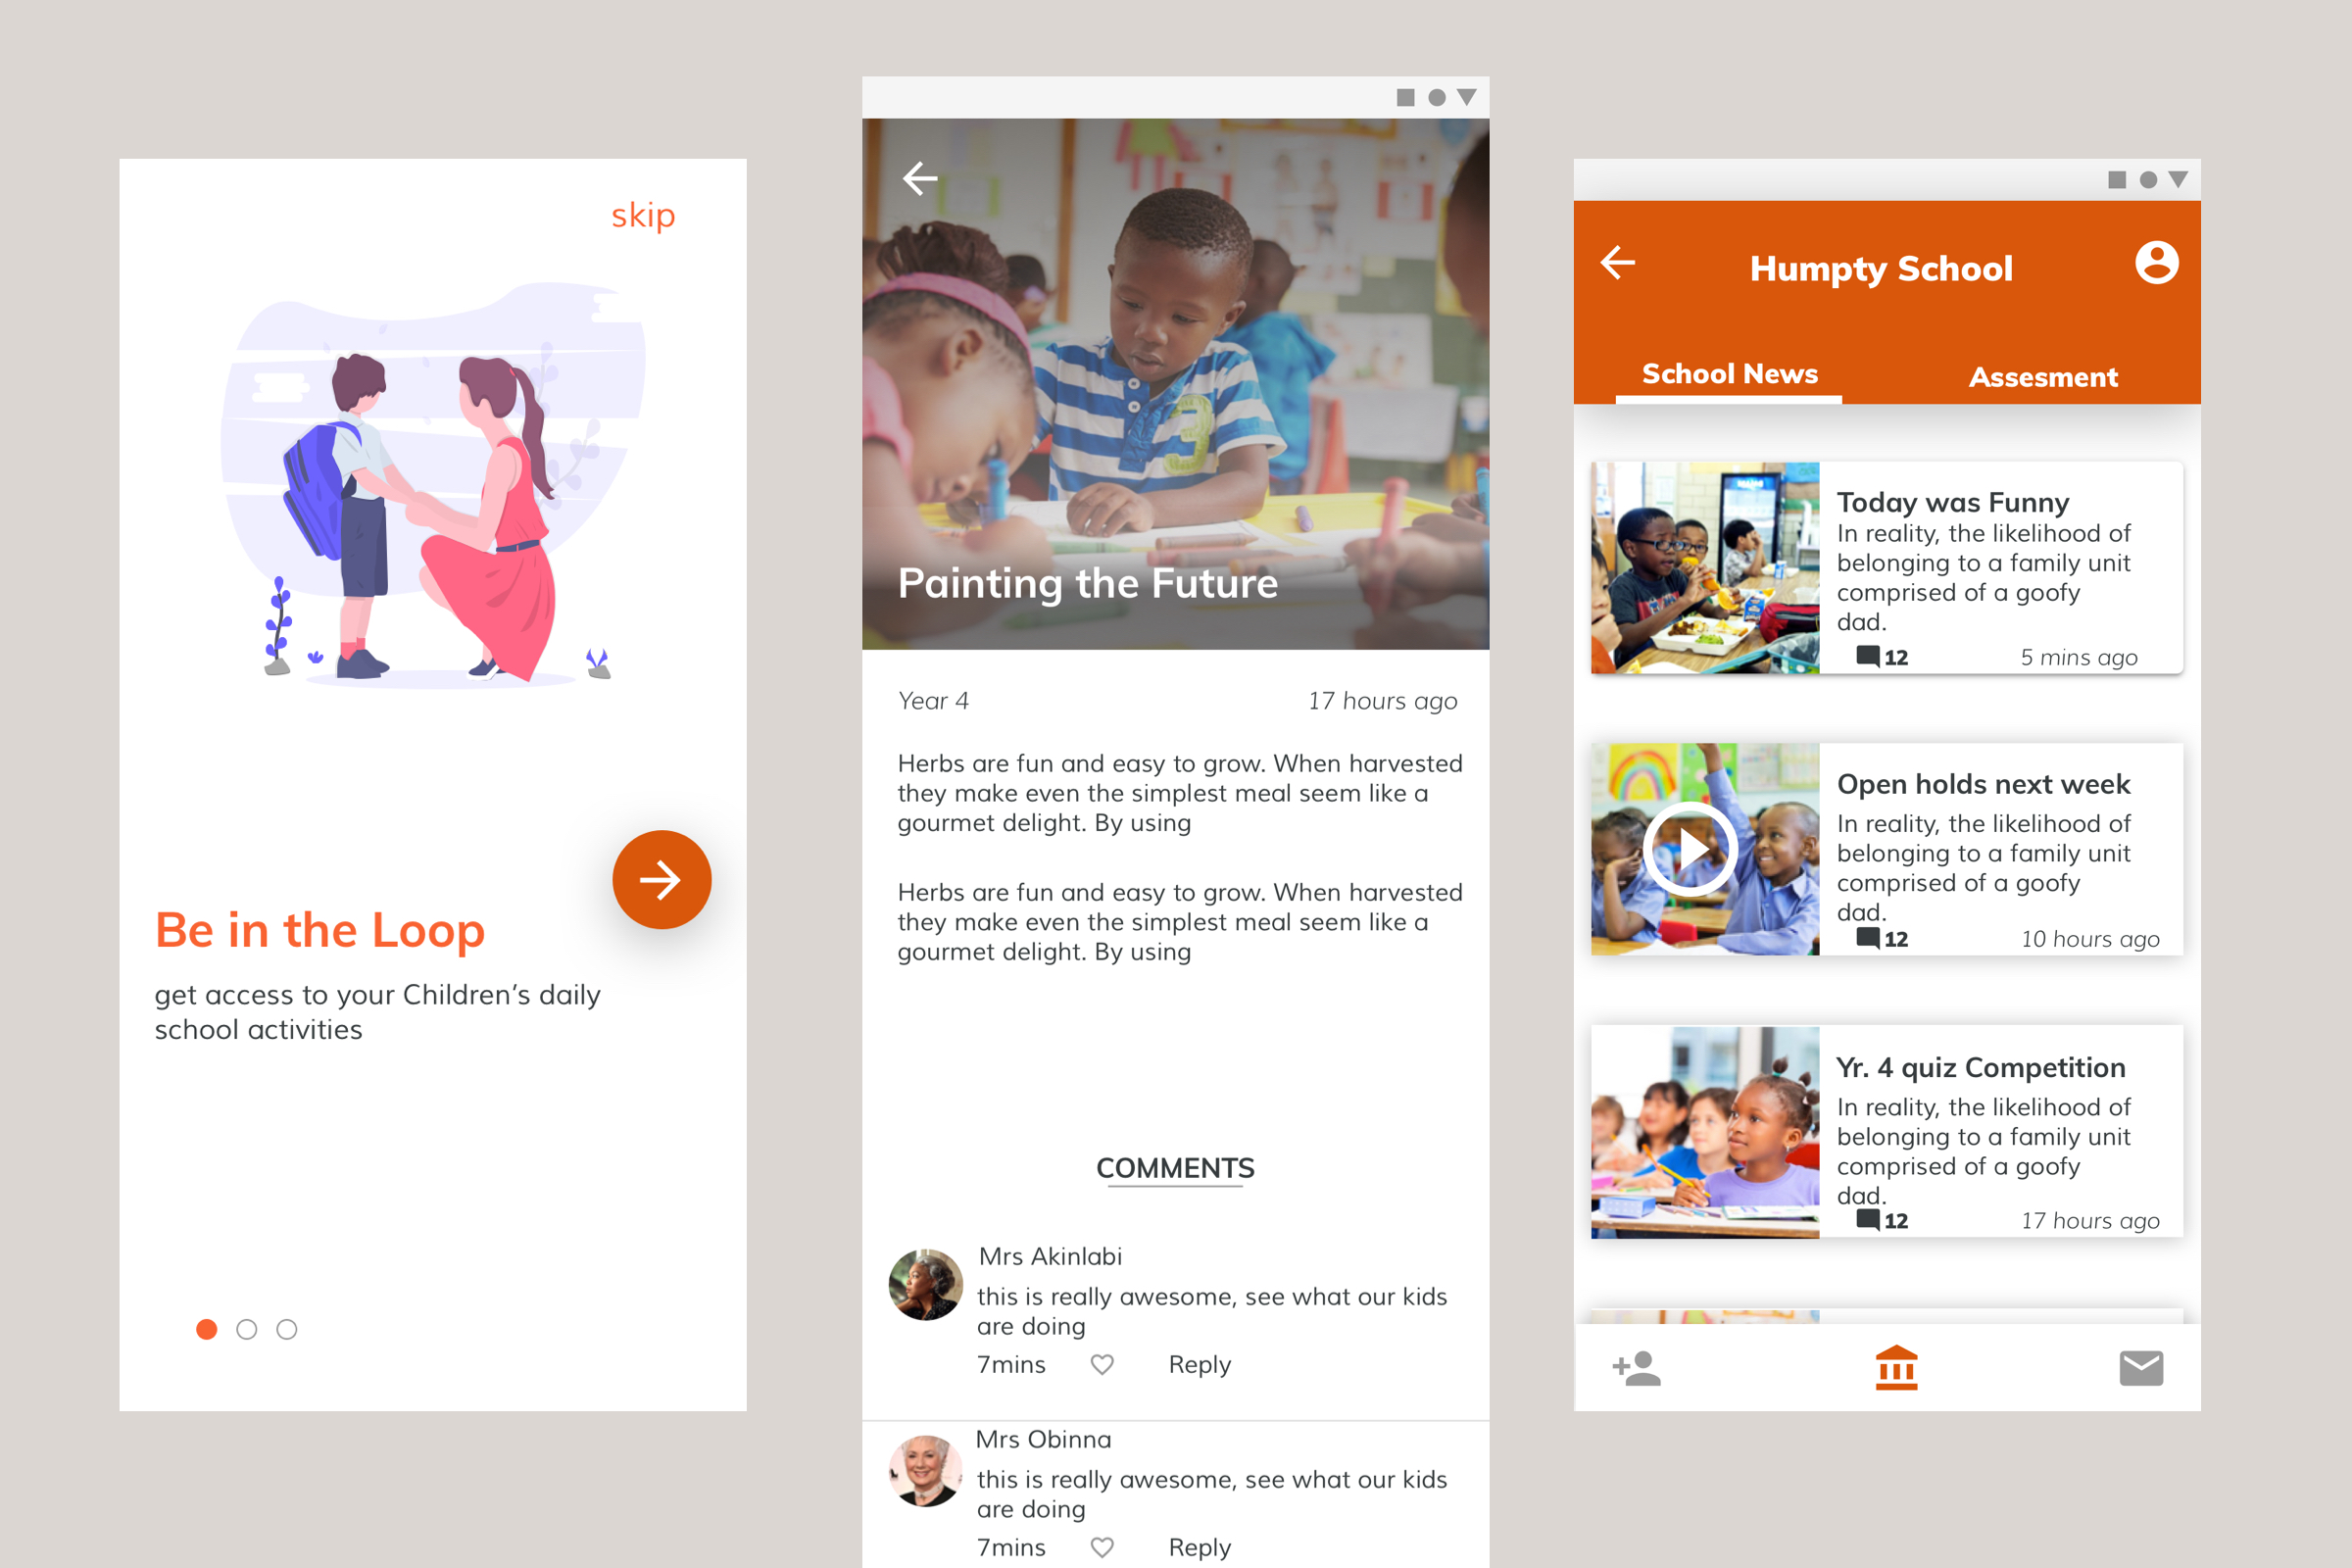 skip
Be in the Loop
get access to your Children's daily
school activities
Painting the Future
Year 4 17 hours ago
Herbs are fun and easy to grow. When harvested
they make even the simplest meal seem like a
gourmet delight. By using
Herbs are fun and easy to grow. When harvested
they make even the simplest meal seem like a
gourmet delight. By using
COMMENTS
Mrs Akinlabi
this is really awesome, see what our kids
are doing
7mins Reply
Mrs Obinna
this is really awesome, see what our kids
are doing
7mins Reply
Humpty School
School News Assesment
Today was Funny
In reality, the likelihood of
belonging to a family unit
comprised of a goofy
dad.
12 5 mins ago
Open holds next week
In reality, the likelihood of
belonging to a family unit
comprised of a goofy
dad.
12 10 hours ago
Yr. 4 quiz Competition
In reality, the likelihood of
belonging to a family unit
comprised of a goofy
dad.
12 17 hours ago